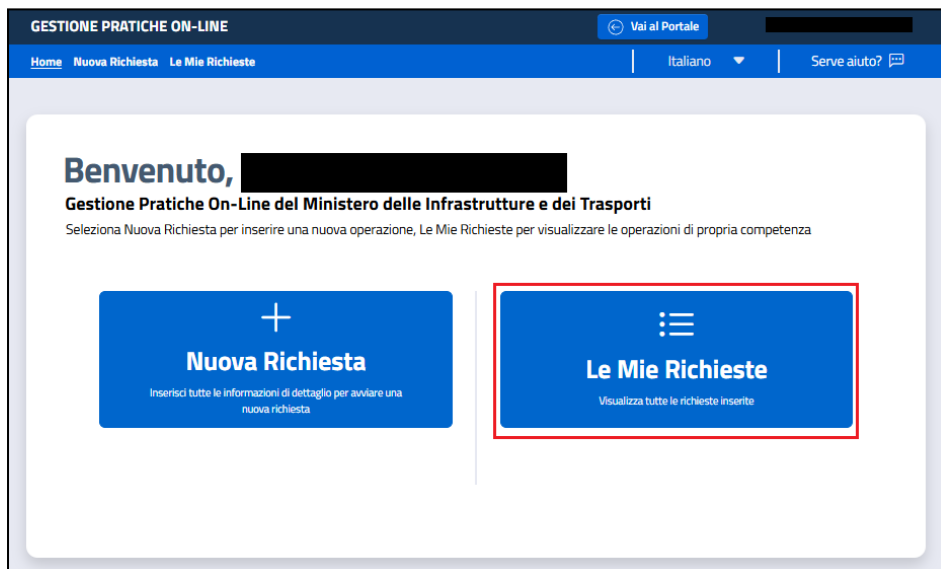 GESTIONE PRATICHE ON-LINE
Vai al Portale
Home Nuova Richiesta Le Mie Richieste
Italiano
Serve aiuto?
Benvenuto,
Gestione Pratiche On-Line del Ministero delle Infrastrutture e dei Trasporti
Seleziona Nuova Richiesta per inserire una nuova operazione, Le Mie Richieste per visualizzare le operazioni di propria competenza
Nuova Richiesta
Inserisci tutte le informazioni di dettaglio per avviare una
nuova richiesta
Le Mie Richieste
Visualizza tutte le richieste inserite